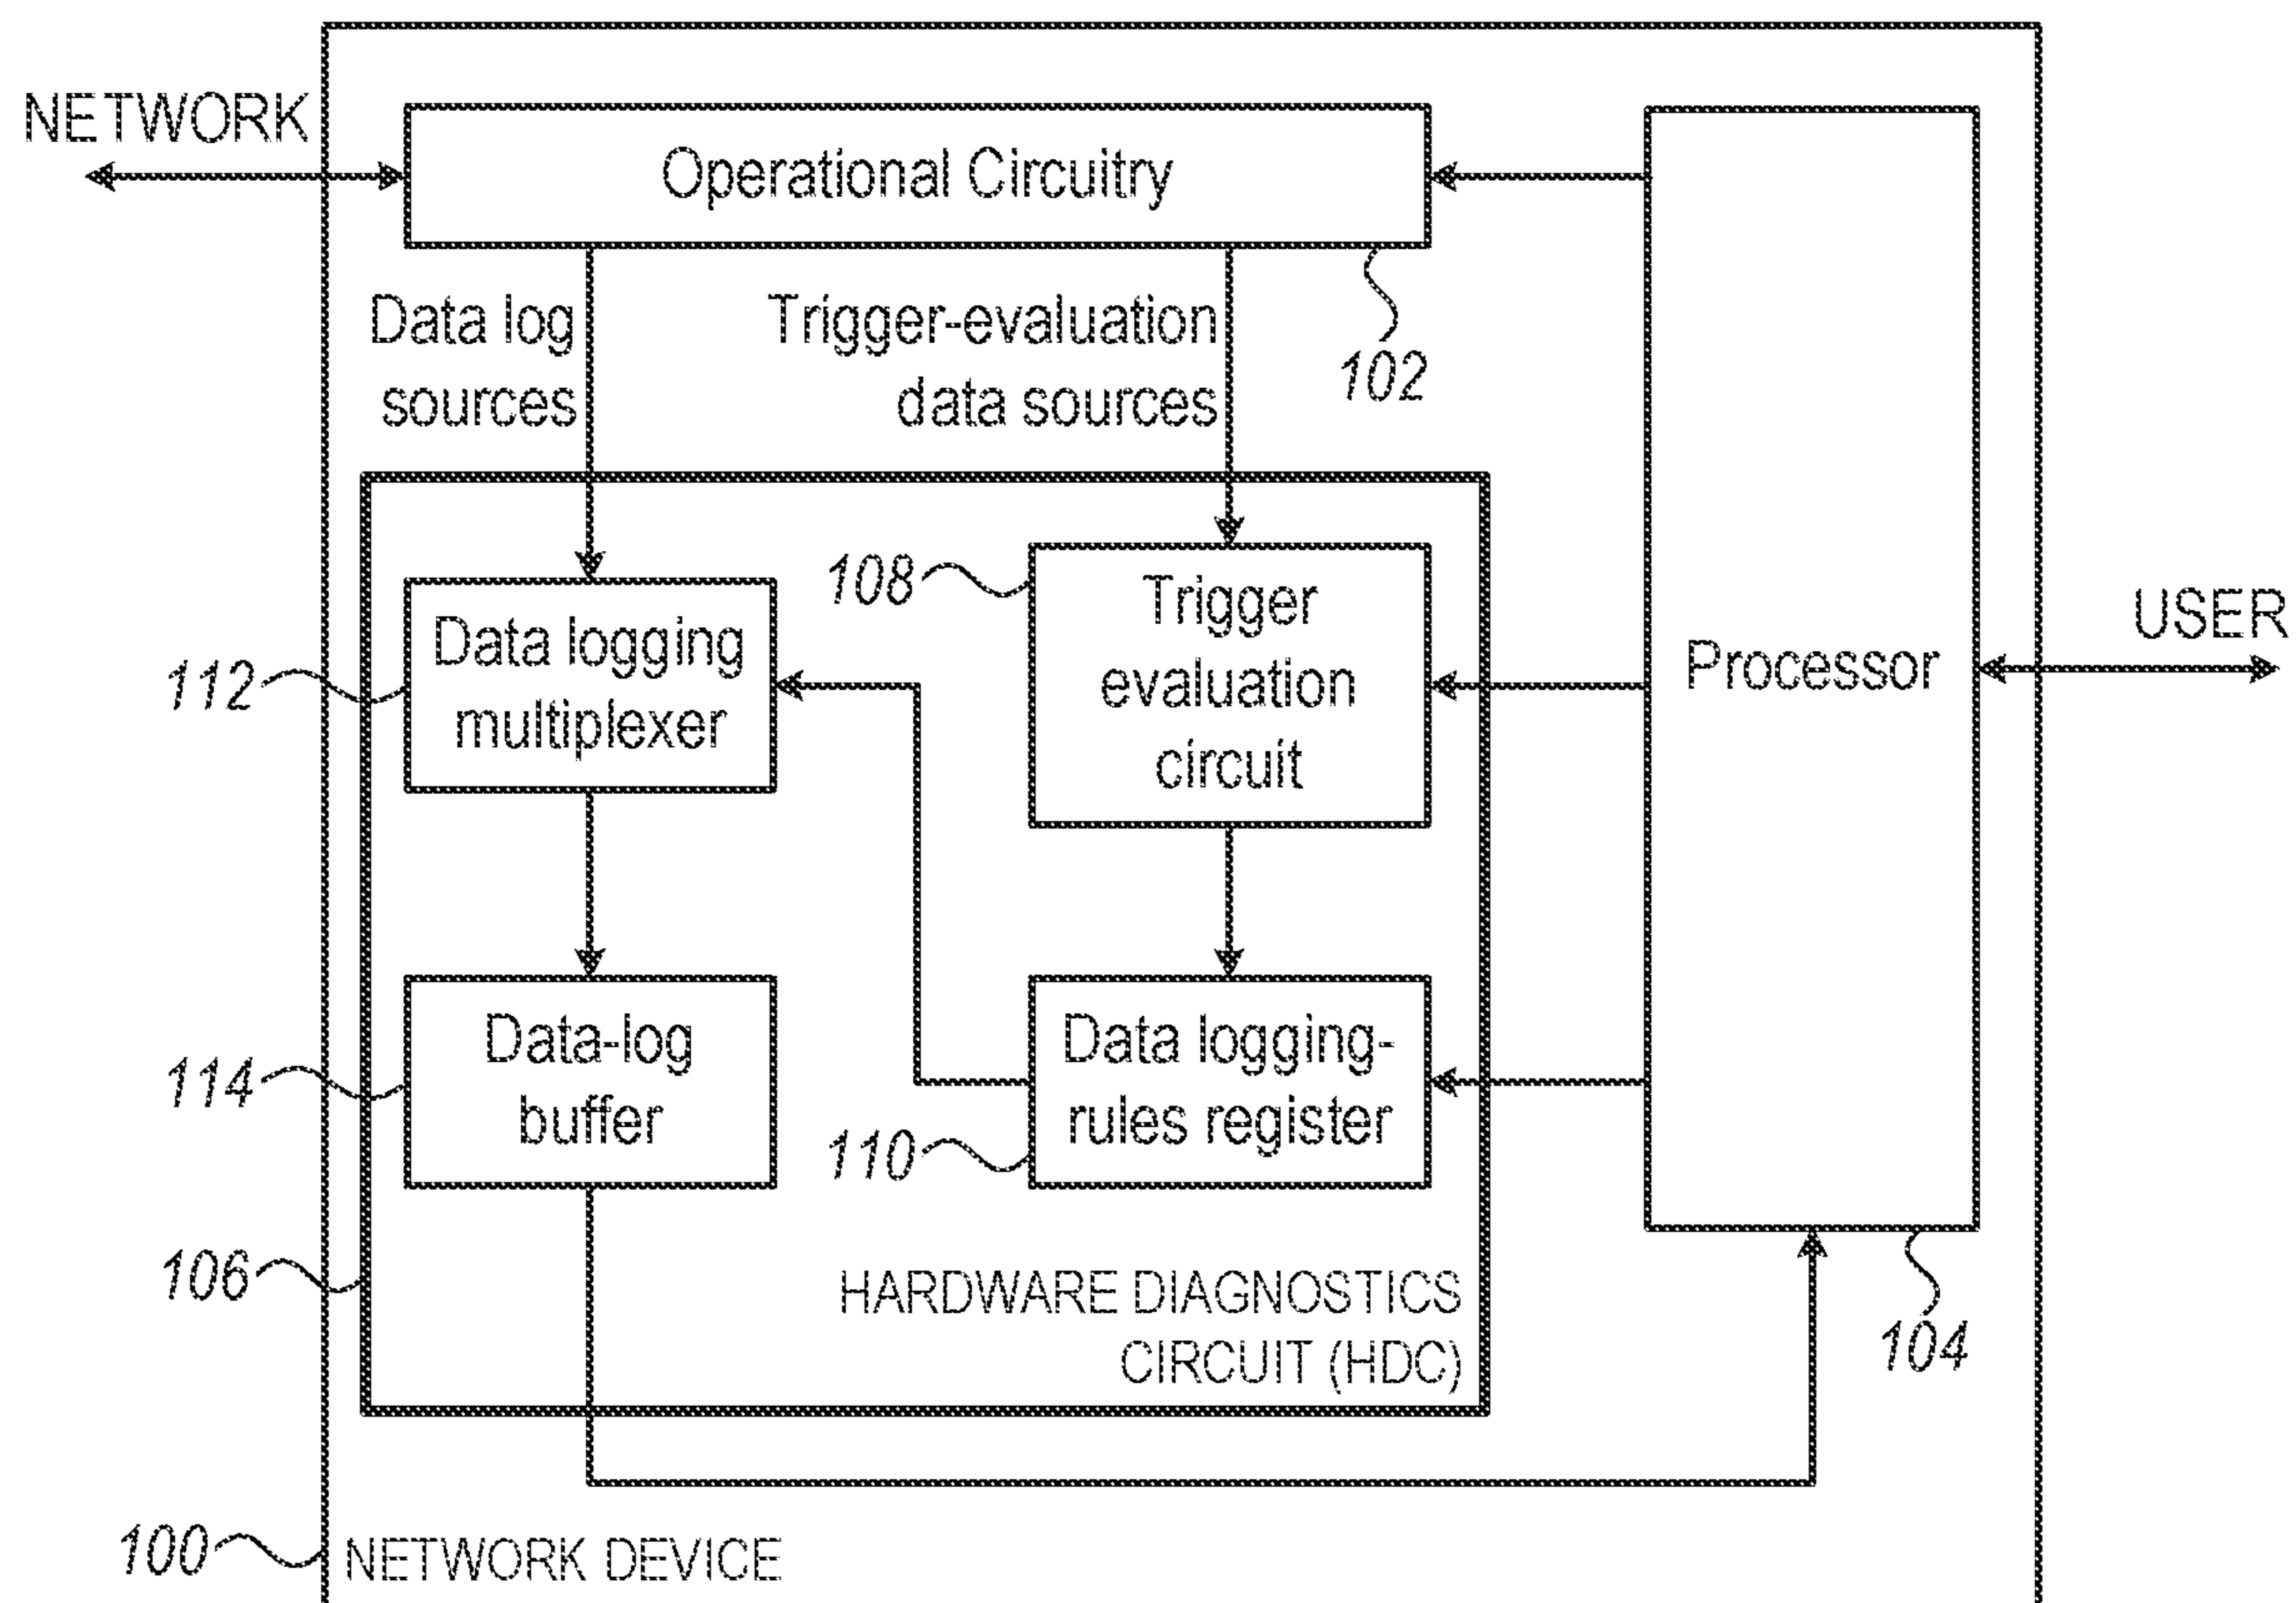 NETWORK
Operational Circuitry
Data log
sources
Trigger-evaluation
data sources
102
108
Trigger
evaluation
circuit
Data logging
multiplexer
112
Processor
USER
Data-log
buffer
114
Data logging-
rules register
110
106
HARDWARE DIAGNOSTICS
CIRCUIT (HDC)
104
100
NETWORK DEVICE